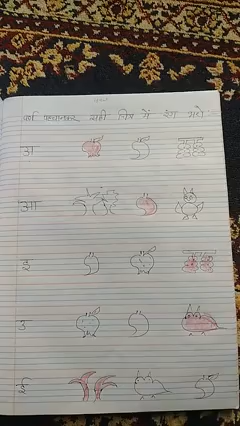 वर्ण पहचानकर सही चित्र में रंग भरो
अ
आ
इ
उ
ई